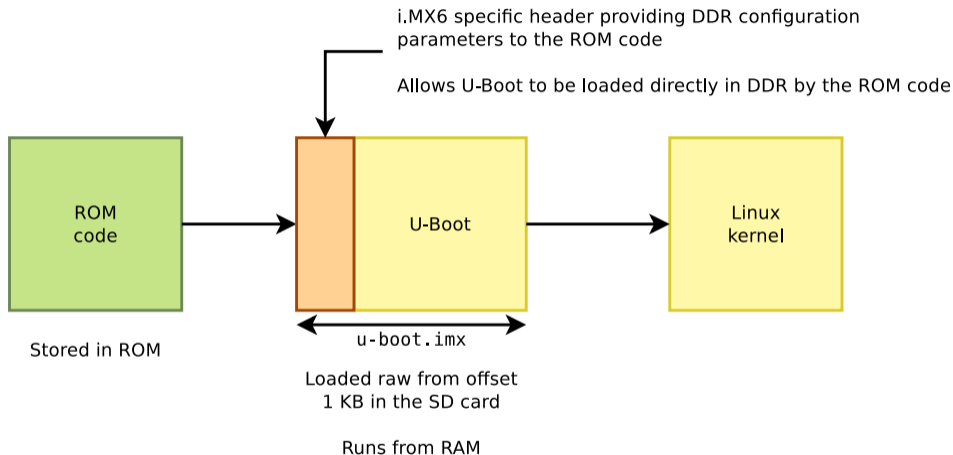 i.MX6 specific header providing DDR configuration
parameters to the ROM code
Allows U-Boot to be loaded directly in DDR by the ROM code
ROM
code
U-Boot
Linux
kernel
Stored in ROM
u-boot.imx
Loaded raw from offset
1 KB in the SD card
Runs from RAM